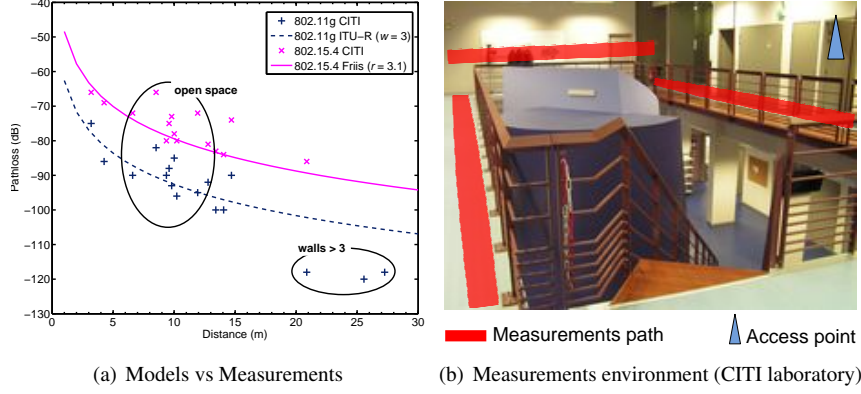 −40
−50
−60
−70
−80
−90
−100
−110
−120
−130
Pathloss (dB)
0 5 10 15 20 25 30
Distance (m)
802.11g CITI
802.11g ITU−R (w = 3)
802.15.4 CITI
802.15.4 Friis (r = 3.1)
open space
walls > 3
(a) Models vs Measurements
Measurements path
Access point
(b) Measurements environment (CITI laboratory)